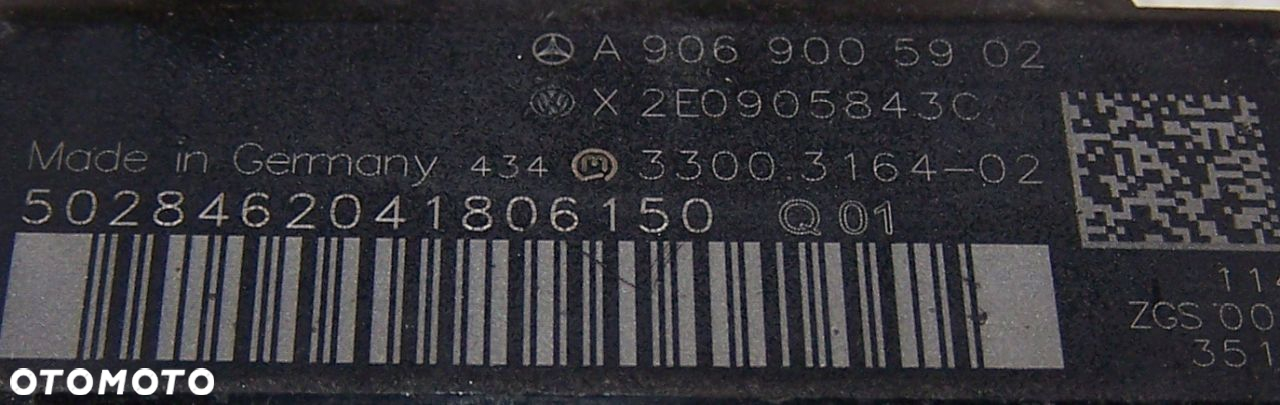 A 906 900 59 02
X 2E0905843C
Made in Germany 434 3300.3164-02
5028462041806150 Q01
ZGS 00
351
OTOMOTO